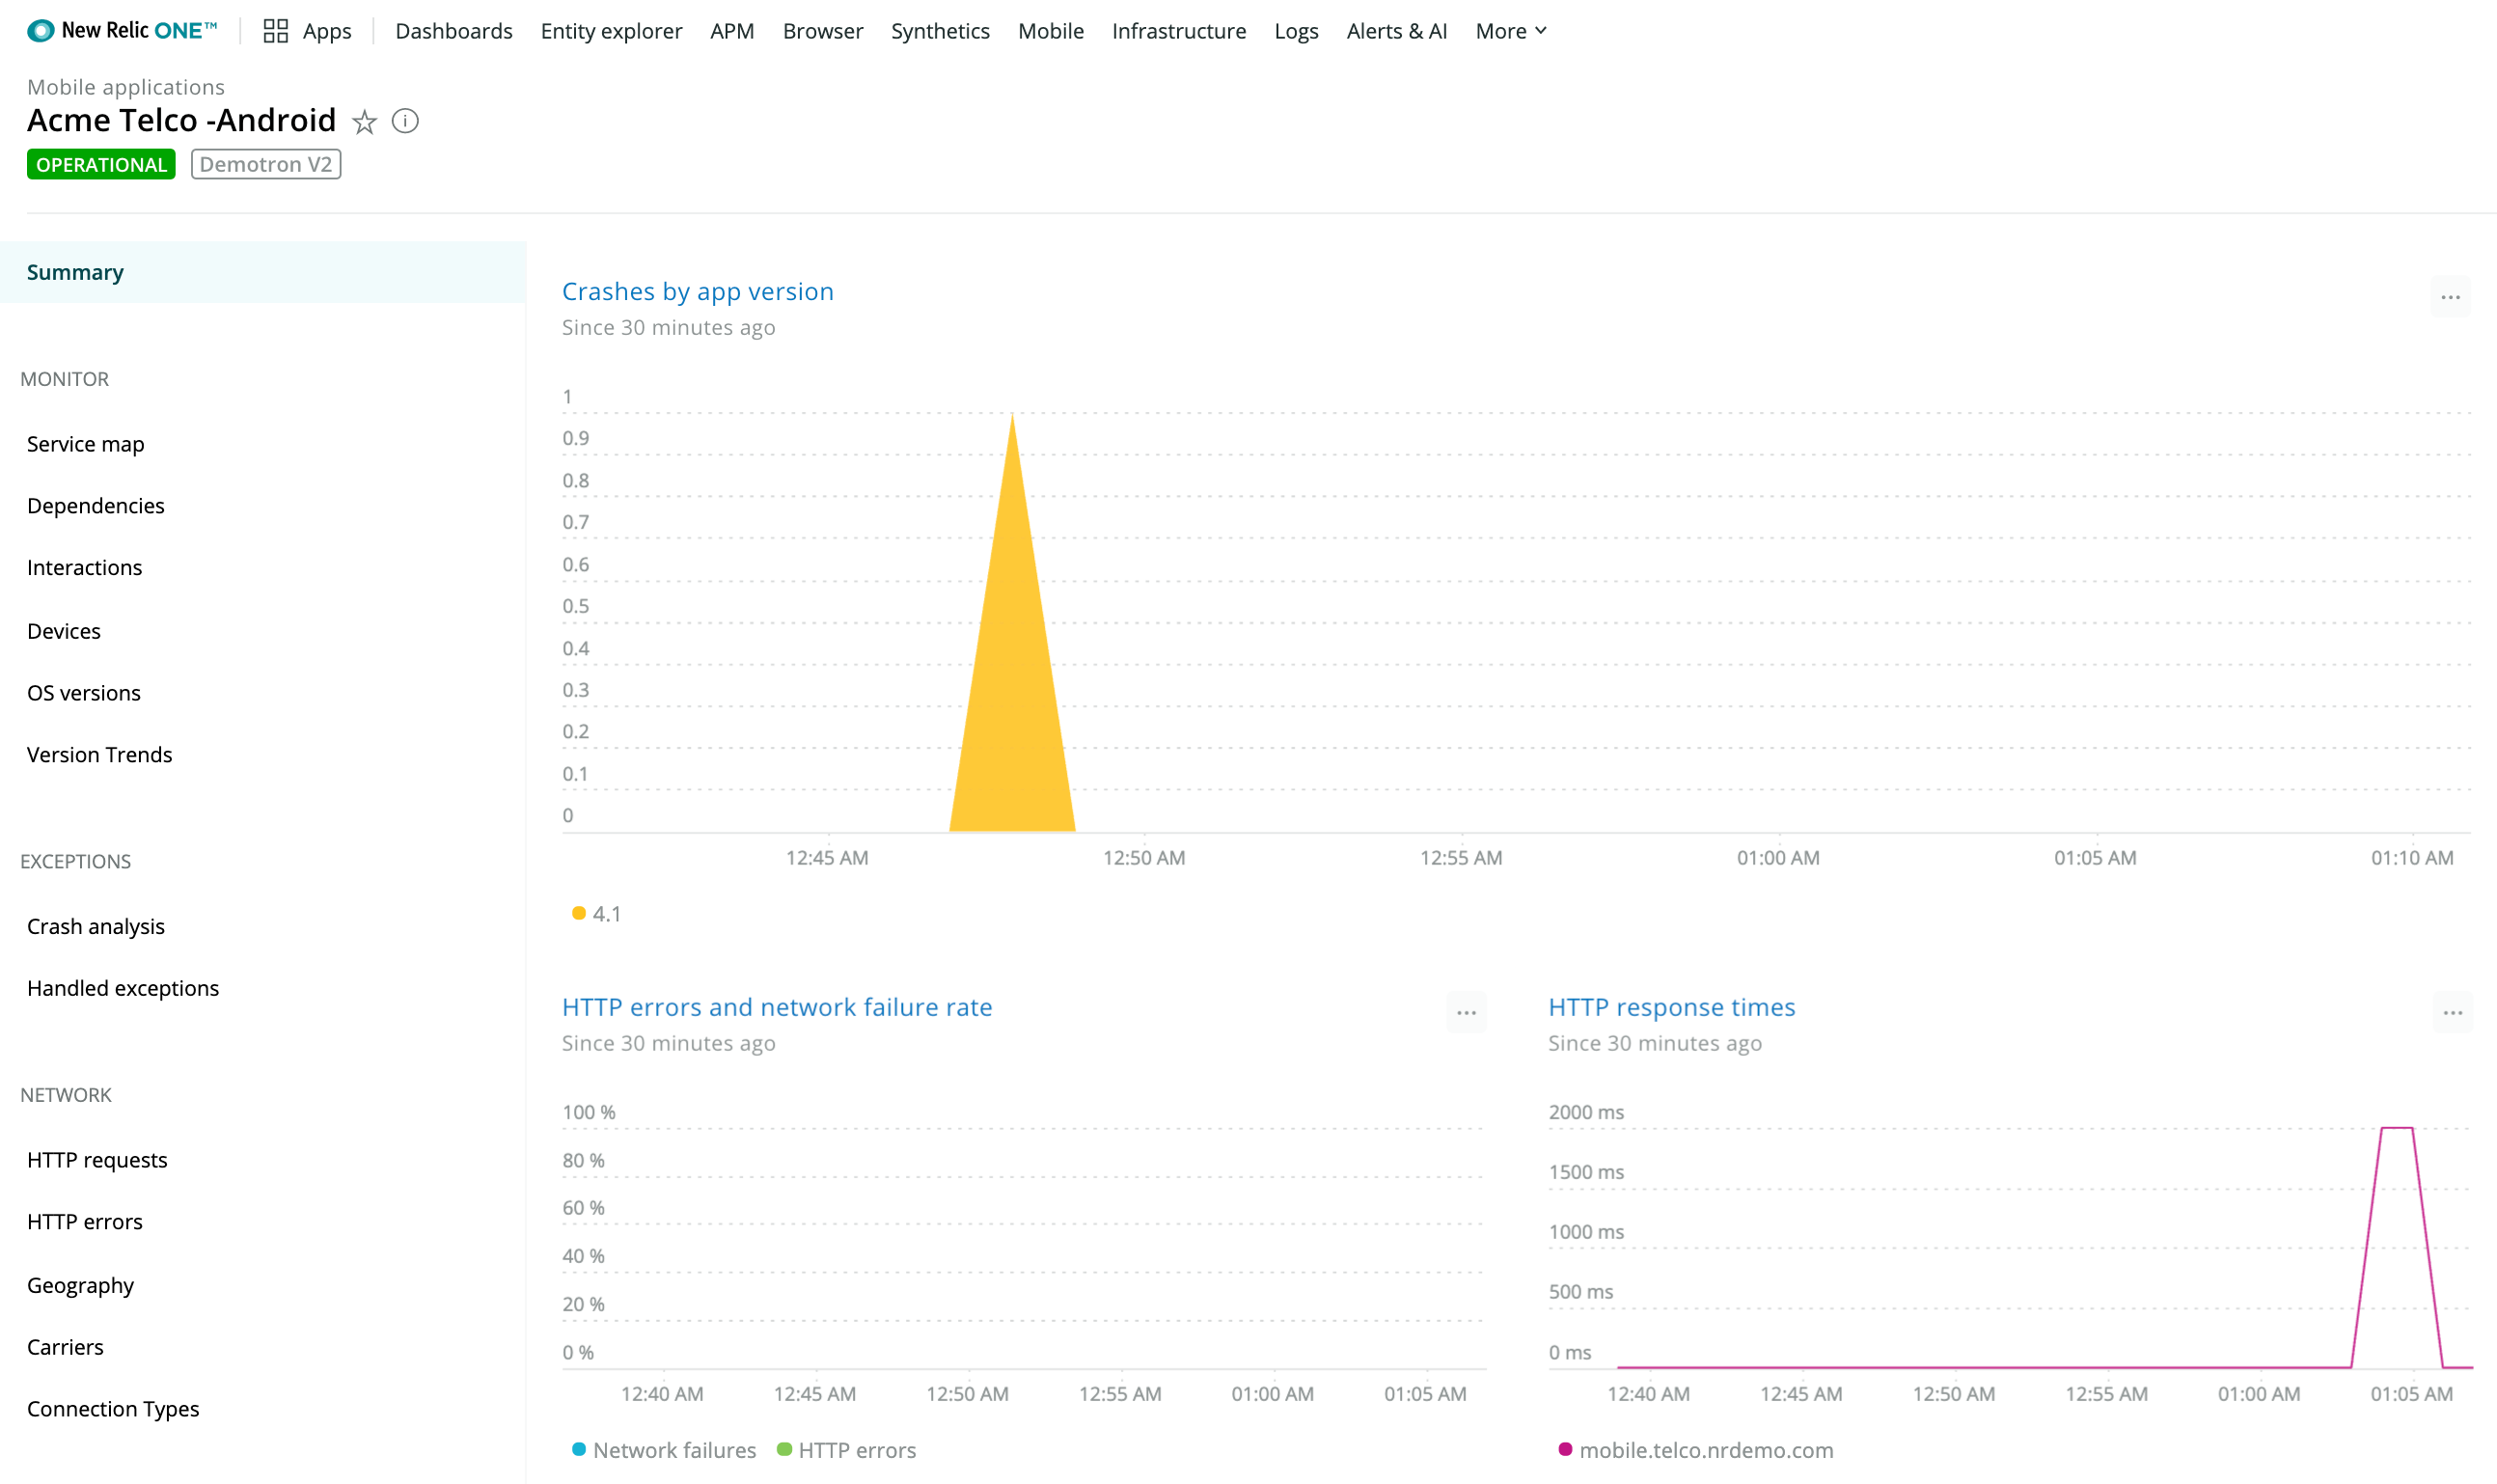 New Relic ONE™ Apps Dashboards Entity explorer APM Browser Synthetics Mobile Infrastructure Logs Alerts & AI More
Mobile applications
Acme Telco -Android
OPERATIONAL Demotron V2
Summary
MONITOR
Service map
Dependencies
Interactions
Devices
OS versions
Version Trends
EXCEPTIONS
Crash analysis
Handled exceptions
NETWORK
HTTP requests
HTTP errors
Geography
Carriers
Connection Types
Crashes by app version
Since 30 minutes ago
1
0.9
0.8
0.7
0.6
0.5
0.4
0.3
0.2
0.1
0
12:45 AM 12:50 AM 12:55 AM 01:00 AM 01:05 AM 01:10 AM
4.1
HTTP errors and network failure rate
Since 30 minutes ago
100 %
80 %
60 %
40 %
20 %
0 %
12:40 AM 12:45 AM 12:50 AM 12:55 AM 01:00 AM 01:05 AM
Network failures HTTP errors
HTTP response times
Since 30 minutes ago
2000 ms
1500 ms
1000 ms
500 ms
0 ms
12:40 AM 12:45 AM 12:50 AM 12:55 AM 01:00 AM 01:05 AM
mobile.telco.nrdemo.com